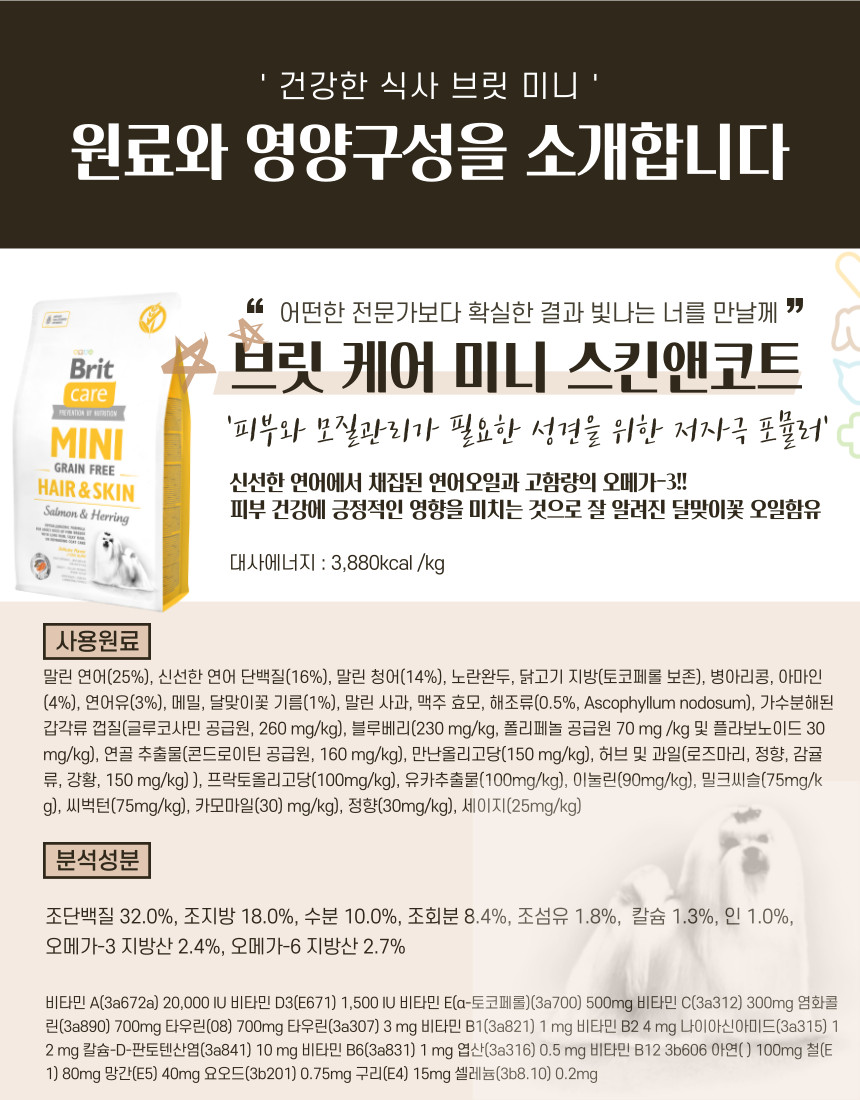 ' 건강한 식사 브릿 미니 '
원료와 영양구성을 소개합니다
❝ 어떠한 전문가보다 확실한 결과 빛나는 너를 만날께 ❞
브릿 케어 미니 스킨앤코트
'피부와 모질관리가 필요한 성견을 위한 저자극 포뮬러'
신선한 연어에서 채집된 연어오일과 고함량의 오메가-3!!
피부 건강에 긍정적인 영향을 미치는 것으로 잘 알려진 달맞이꽃 오일함유
대사에너지 : 3,880kcal /kg
Brit
care
PREVENTION BY NUTRITION
MINI
GRAIN FREE
HAIR & SKIN
Salmon & Herring
사용원료
말린 연어(25%), 신선한 연어 단백질(16%), 말린 청어(14%), 노란완두, 닭고기 지방(토코페롤 보존), 병아리콩, 아마인
(4%), 연어유(3%), 메밀, 달맞이꽃 기름(1%), 말린 사과, 맥주 효모, 해조류(0.5%, Ascophyllum nodosum), 가수분해된
갑각류 껍질(글루코사민 공급원, 260 mg/kg), 블루베리(230 mg/kg, 폴리페놀 공급원 70 mg /kg 및 플라보노이드 30
mg/kg), 연골 추출물(콘드로이틴 공급원, 160 mg/kg), 만난올리고당(150 mg/kg), 허브 및 과일(로즈마리, 정향, 감귤
류, 강황, 150 mg/kg) ), 프락토올리고당(100mg/kg), 유카추출물(100mg/kg), 이눌린(90mg/kg), 밀크씨슬(75mg/k
g), 씨벅턴(75mg/kg), 카모마일(30) mg/kg), 정향(30mg/kg), 세이지(25mg/kg)
분석성분
조단백질 32.0%, 조지방 18.0%, 수분 10.0%, 조회분 8.4%, 조섬유 1.8%, 칼슘 1.3%, 인 1.0%,
오메가-3 지방산 2.4%, 오메가-6 지방산 2.7%
비타민 A(3a672a) 20,000 IU 비타민 D3(E671) 1,500 IU 비타민 E(α-토코페롤)(3a700) 500mg 비타민 C(3a312) 300mg 염화콜
린(3a890) 700mg 타우린(08) 700mg 타우린(3a307) 3 mg 비타민 B1(3a821) 1 mg 비타민 B2 4 mg 나이아신아미드(3a315) 1
2 mg 칼슘-D-판토텐산염(3a841) 10 mg 비타민 B6(3a831) 1 mg 엽산(3a316) 0.5 mg 비타민 B12 3b606 아연( ) 100mg 철(E
1) 80mg 망간(E5) 40mg 요오드(3b201) 0.75mg 구리(E4) 15mg 셀레늄(3b8.10) 0.2mg